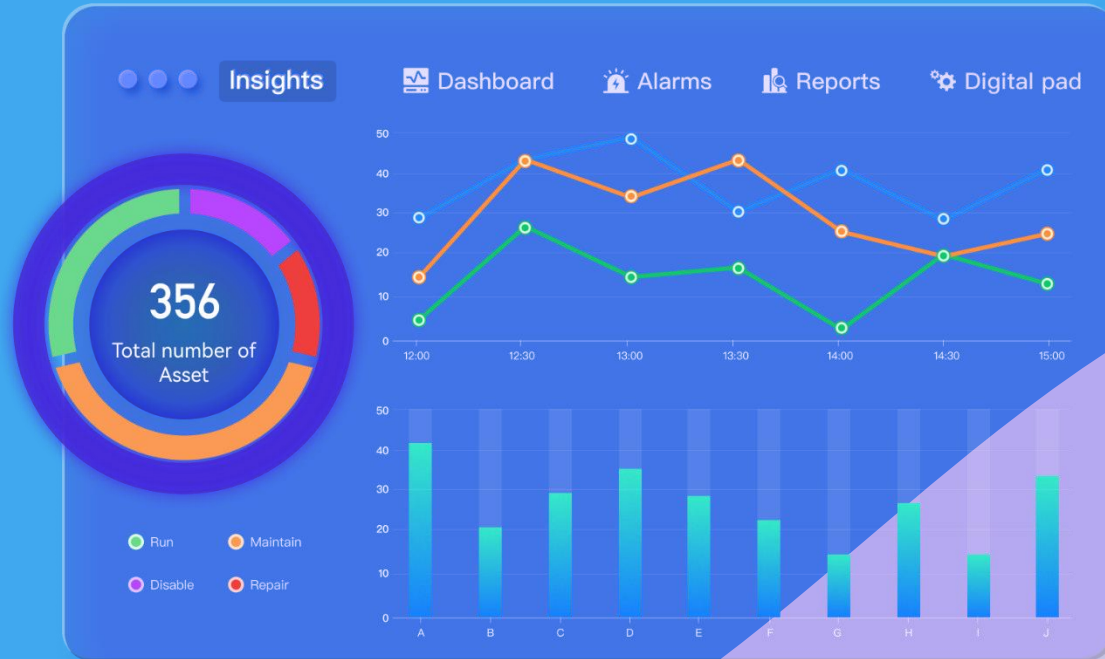 Insights
Dashboard
Alarms
Reports
Digital pad
356
Total number of
Asset
Run
Maintain
Disable
Repair
50
40
30
20
10
0
12:00 12:30 13:00 13:30 14:00 14:30 15:00
50
40
30
20
10
0
A B C D E F G H I J